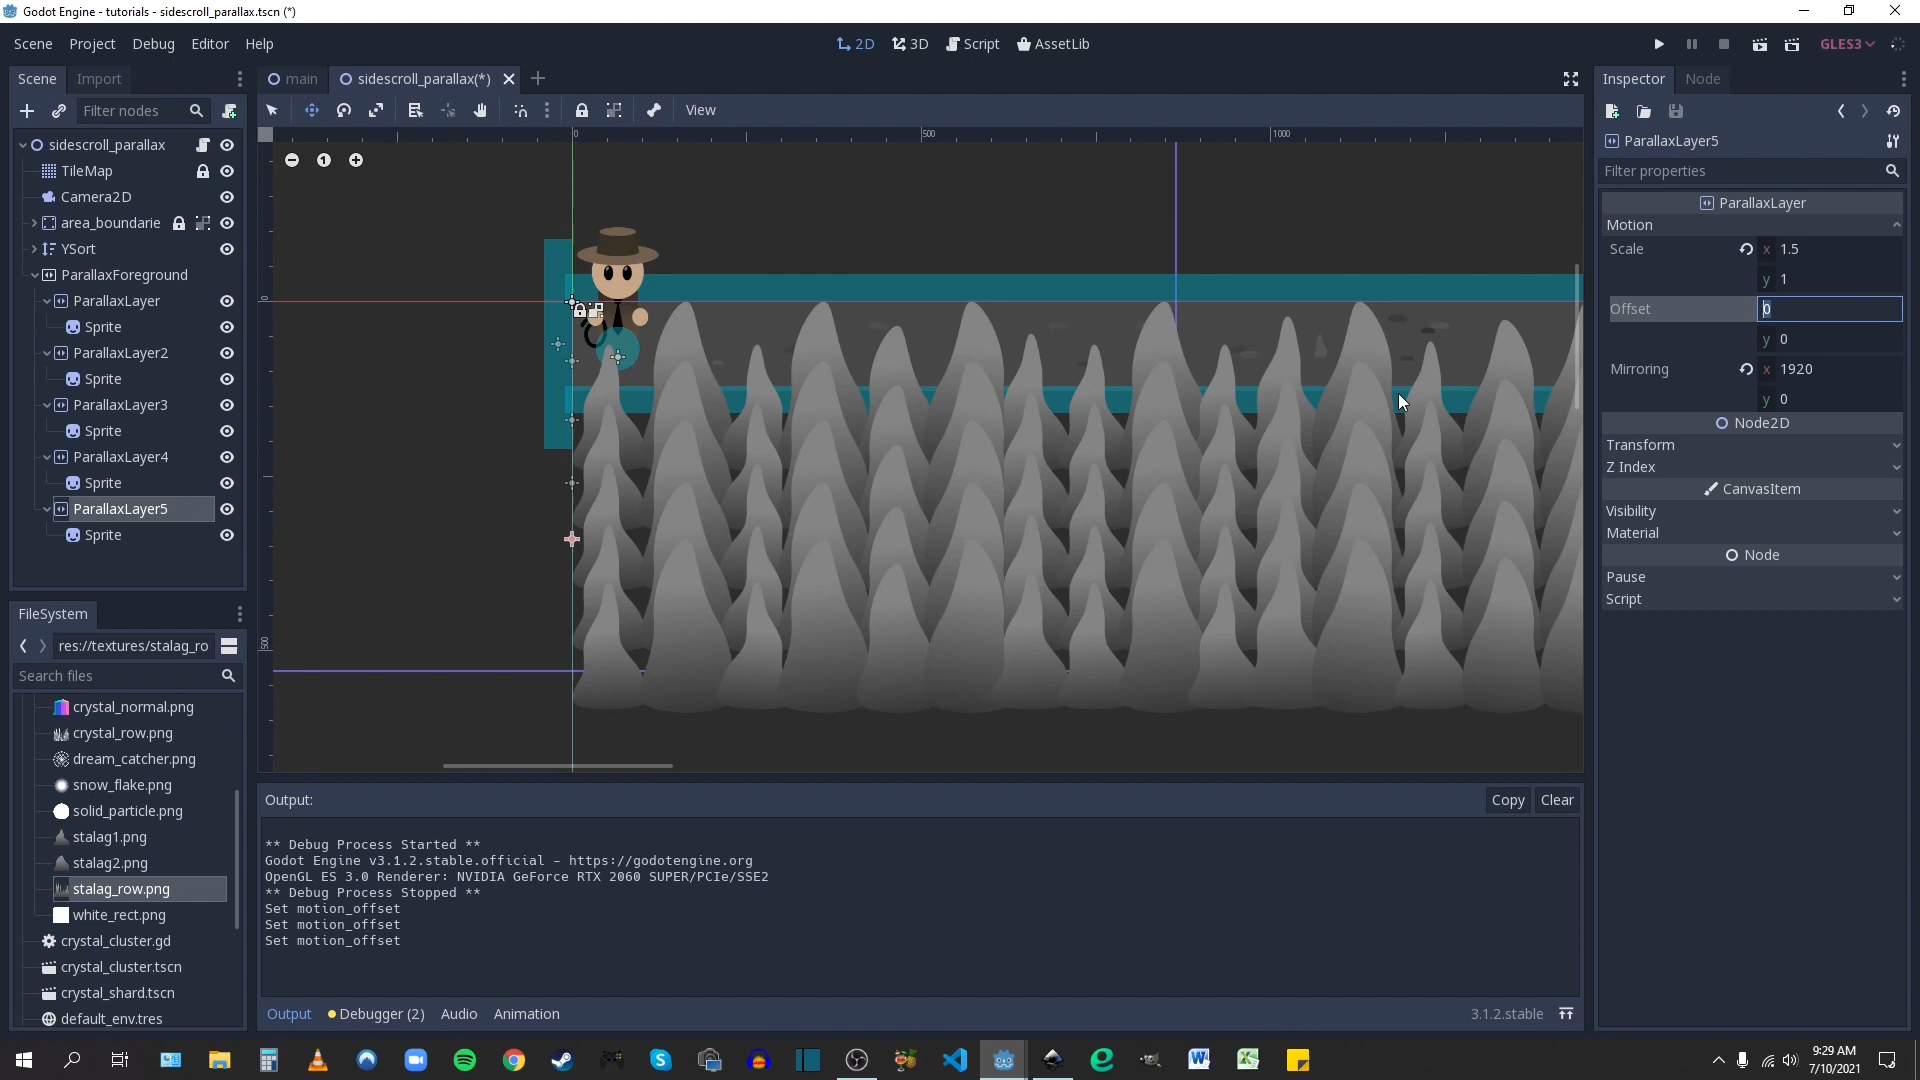 Godot Engine - tutorials - sidescroll_parallax.tscn (*)
Scene Project Debug Editor Help
2D 3D Script AssetLib
GLES3
Scene Import
main sidescroll_parallax(*)
Inspector Node
Filter nodes
View
sidescroll_parallax
TileMap
Camera2D
area_boundarie
YSort
ParallaxForeground
ParallaxLayer
Sprite
ParallaxLayer2
Sprite
ParallaxLayer3
Sprite
ParallaxLayer4
Sprite
ParallaxLayer5
Sprite
0 500 1000
0
500
FileSystem
res://textures/stalag_ro
Search files
crystal_normal.png
crystal_row.png
dream_catcher.png
snow_flake.png
solid_particle.png
stalag1.png
stalag2.png
stalag_row.png
white_rect.png
crystal_cluster.gd
crystal_cluster.tscn
crystal_shard.tscn
default_env.tres
Output:
Copy Clear
** Debug Process Started **
Godot Engine v3.1.2.stable.official - https://godotengine.org
OpenGL ES 3.0 Renderer: NVIDIA GeForce RTX 2060 SUPER/PCIe/SSE2
** Debug Process Stopped **
Set motion_offset
Set motion_offset
Set motion_offset
Output Debugger (2) Audio Animation
3.1.2.stable
ParallaxLayer5
Filter properties
ParallaxLayer
Motion
Scale x 1.5
y 1
Offset 0
y 0
Mirroring x 1920
y 0
Node2D
Transform
Z Index
CanvasItem
Visibility
Material
Node
Pause
Script
9:29 AM
7/10/2021